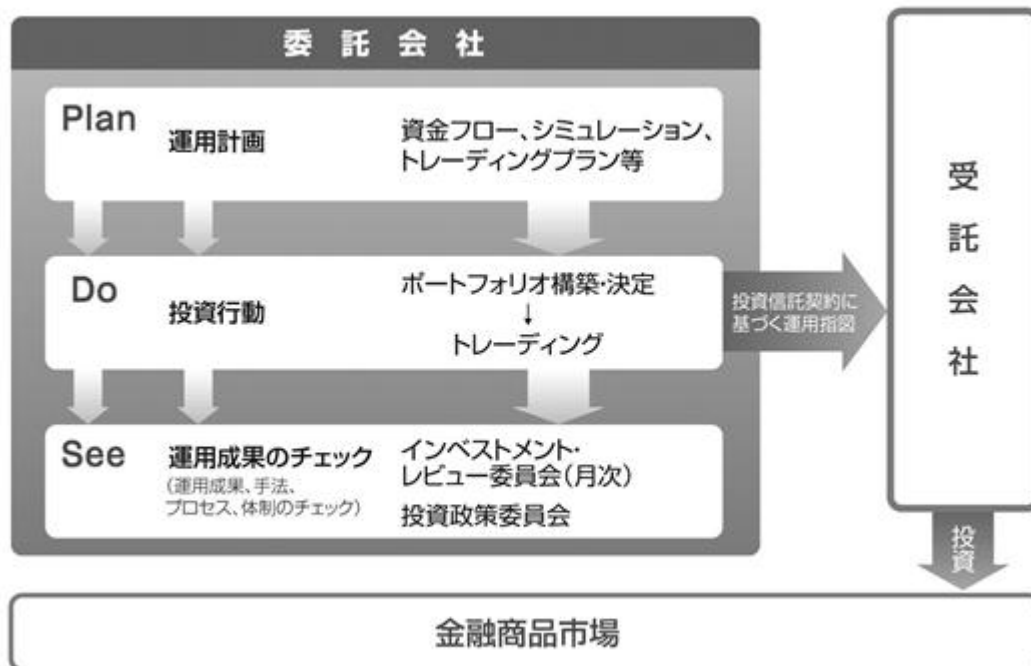 委託会社
Plan
運用計画
資金フロー、シミュレーション、
トレーディングプラン等
Do
投資行動
ポートフォリオ構築・決定
↓
トレーディング
See
運用成果のチェック
(運用成果、手法、
プロセス、体制のチェック)
インベストメント・
レビュー委員会(月次)
投資政策委員会
投資信託契約に
基づく運用指図
受託会社
投資
金融商品市場